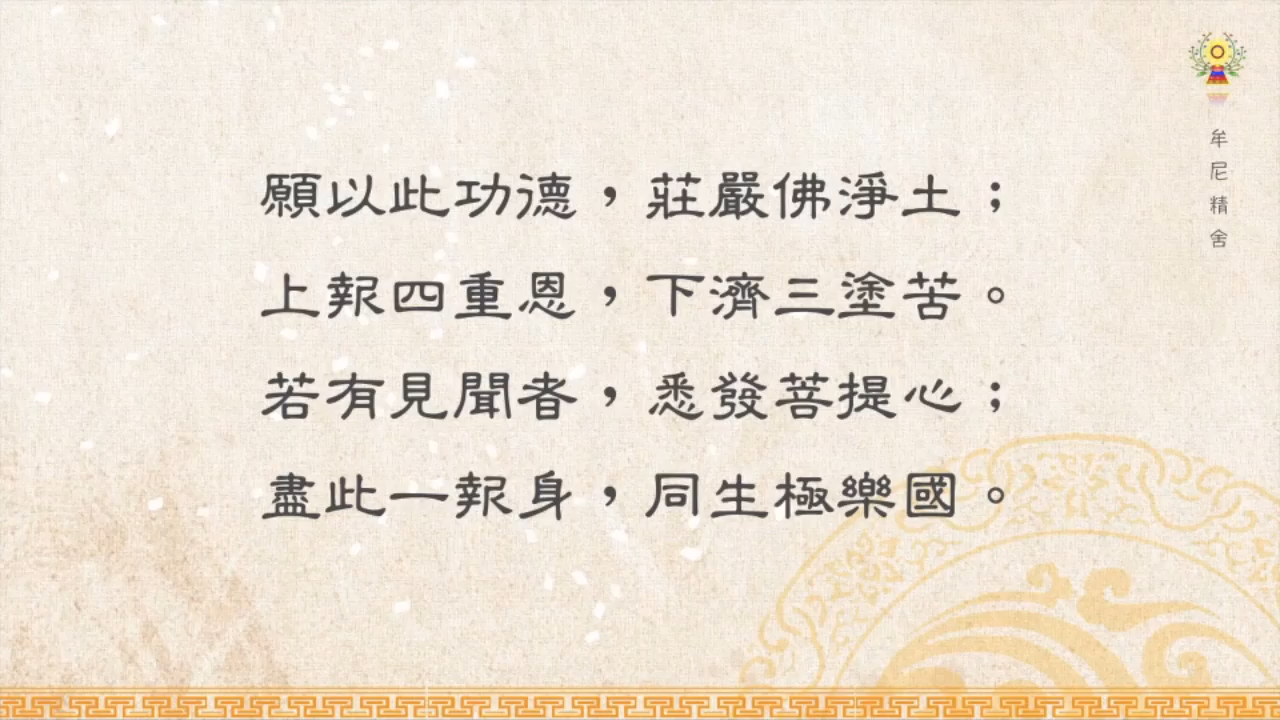 願以此功德，莊嚴佛淨土；
上報四重恩，下濟三塗苦。
若有見聞者，悉發菩提心；
盡此一報身，同生極樂國。
牟尼精舍